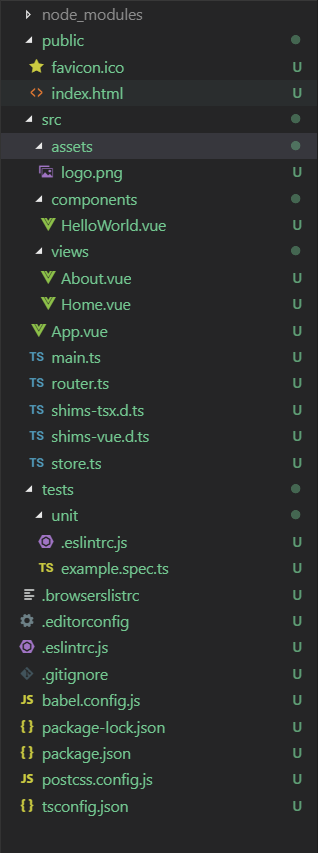 node_modules
public
favicon.ico U
<> index.html U
src
assets
logo.png U
components
HelloWorld.vue U
views
About.vue U
Home.vue U
App.vue U
TS main.ts U
TS router.ts U
TS shims-tsx.d.ts U
TS shims-vue.d.ts U
TS store.ts U
tests
unit
.eslintrc.js U
TS example.spec.ts U
.browserslistrc U
.editorconfig U
.eslintrc.js U
.gitignore U
JS babel.config.js U
{ } package-lock.json U
{ } package.json U
JS postcss.config.js U
{ } tsconfig.json U